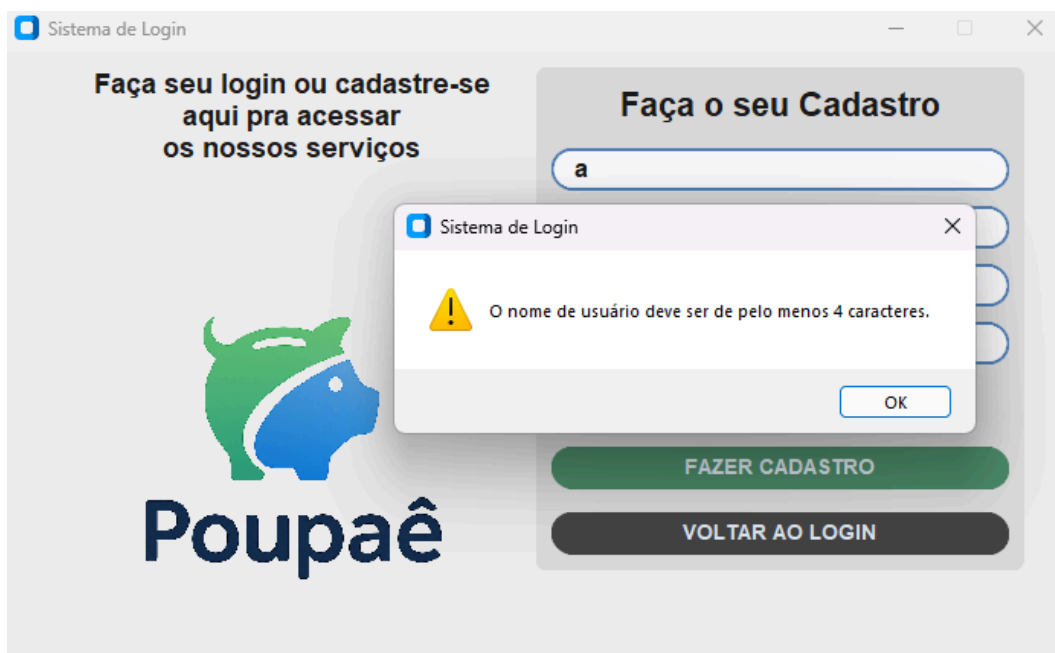 Sistema de Login
Faça seu login ou cadastre-se
aqui pra acessar
os nossos serviços
Poupaê
Faça o seu Cadastro
a
Sistema de Login
O nome de usuário deve ser de pelo menos 4 caracteres.
OK
FAZER CADASTRO
VOLTAR AO LOGIN